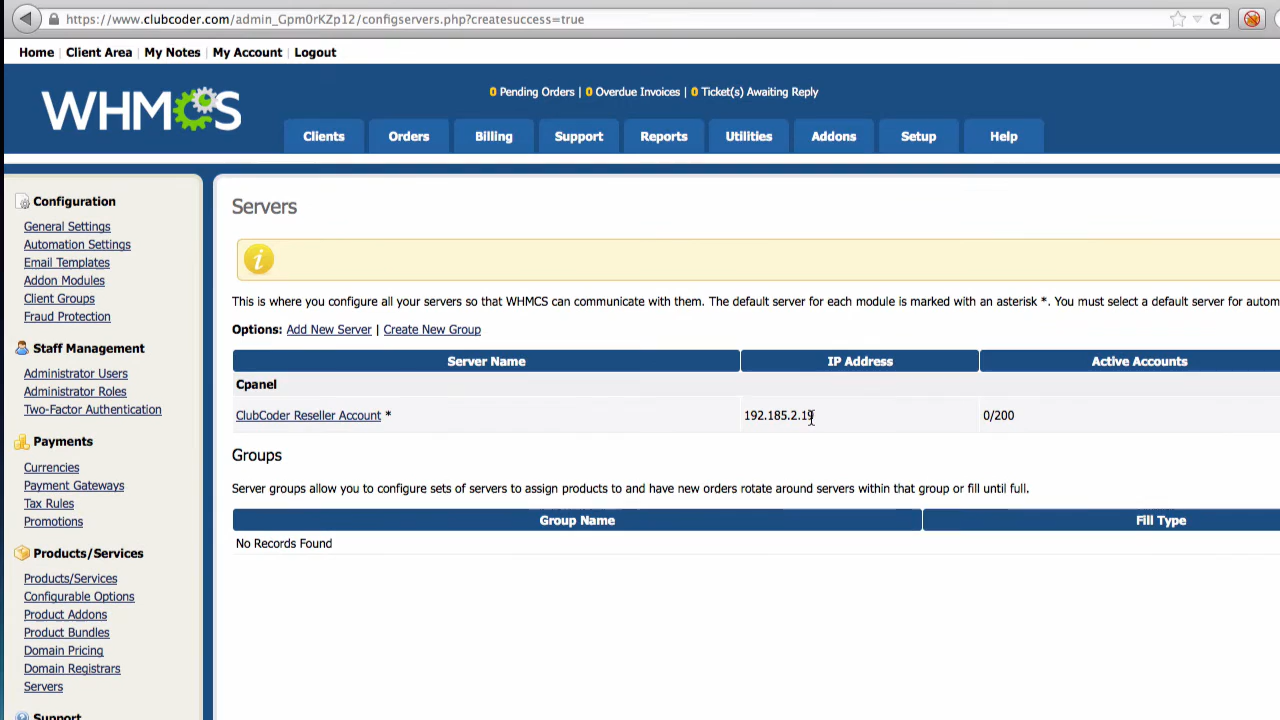 https://www.clubcoder.com/admin_Gpm0rKZp12/configservers.php?createsuccess=true
Home | Client Area | My Notes | My Account | Logout
WHMCS
0 Pending Orders | 0 Overdue Invoices | 0 Ticket(s) Awaiting Reply
Clients Orders Billing Support Reports Utilities Addons Setup Help
Configuration
General Settings
Automation Settings
Email Templates
Addon Modules
Client Groups
Fraud Protection
Staff Management
Administrator Users
Administrator Roles
Two-Factor Authentication
Payments
Currencies
Payment Gateways
Tax Rules
Promotions
Products/Services
Products/Services
Configurable Options
Product Addons
Product Bundles
Domain Pricing
Domain Registrars
Servers
Support
Servers
This is where you configure all your servers so that WHMCS can communicate with them. The default server for each module is marked with an asterisk *. You must select a default server for autom
Options: Add New Server | Create New Group
Server Name IP Address Active Accounts
Cpanel
ClubCoder Reseller Account * 192.185.2.19 0/200
Groups
Server groups allow you to configure sets of servers to assign products to and have new orders rotate around servers within that group or fill until full.
Group Name Fill Type
No Records Found